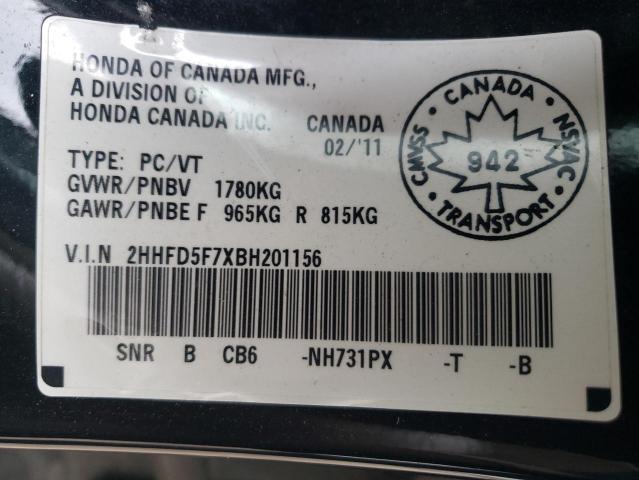 HONDA OF CANADA MFG.,
A DIVISION OF
HONDA CANADA INC. CANADA
02/'11
TYPE: PC/VT
GVWR/PNBV 1780KG
GAWR/PNBE F 965KG R 815KG
CANADA
CMVSS 942 NSVAC
TRANSPORT
V.I.N 2HHFD5F7XBH201156
SNR B CB6 -NH731PX -T -B